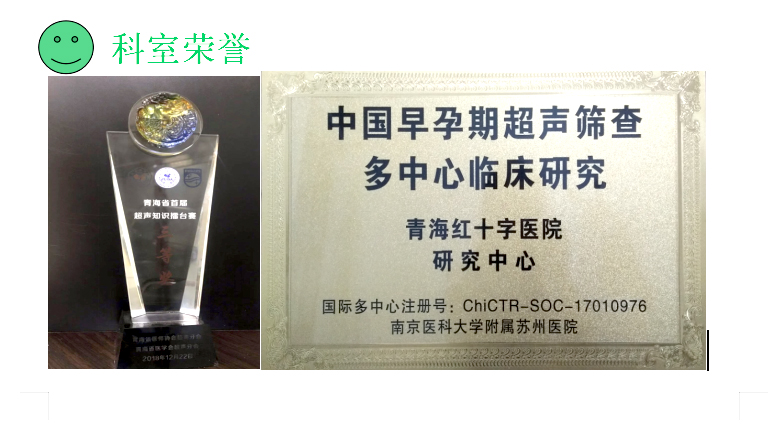 科室荣誉
青海省首届
超声知识擂台赛
2018年12月22日
中国早孕期超声筛查
多中心临床研究
青海红十字医院
研究中心
国际多中心注册号：ChiCTR-SOC-17010976
南京医科大学附属苏州医院